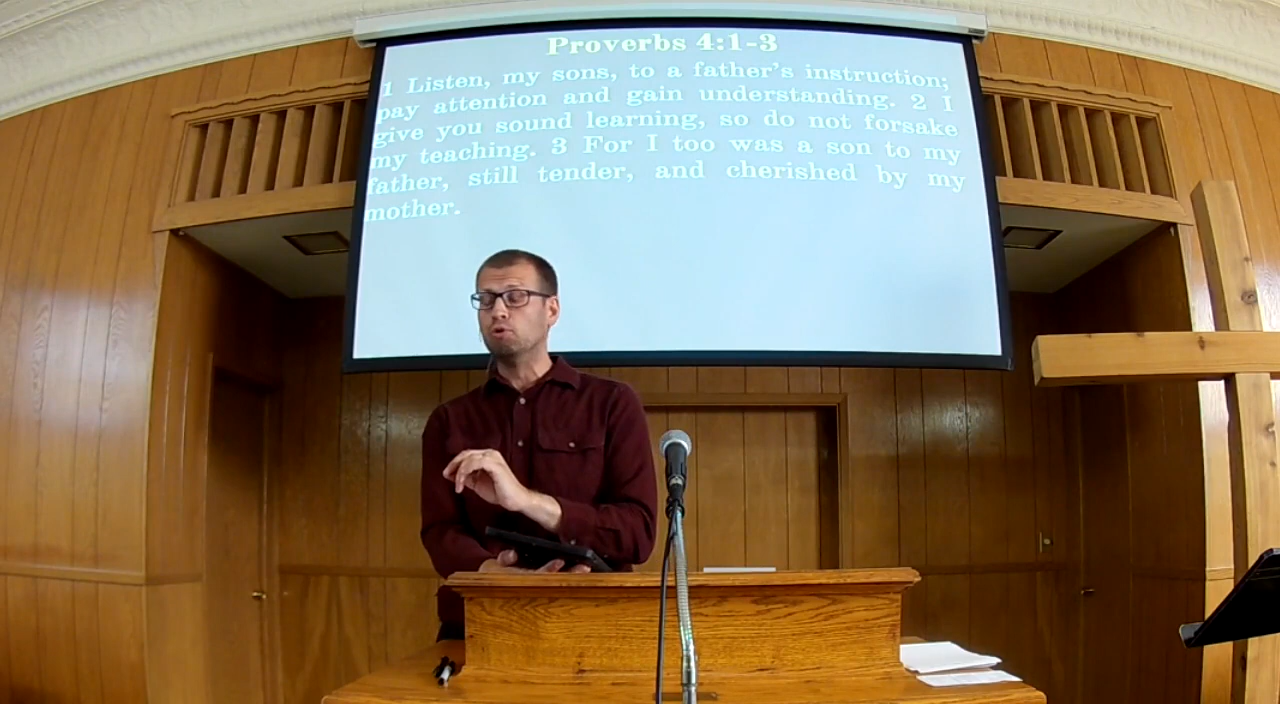 Proverbs 4:1-3
1 Listen, my sons, to a father's instruction;
pay attention and gain understanding. 2 I
give you sound learning, so do not forsake
my teaching. 3 For I too was a son to my
father, still tender, and cherished by my
mother.